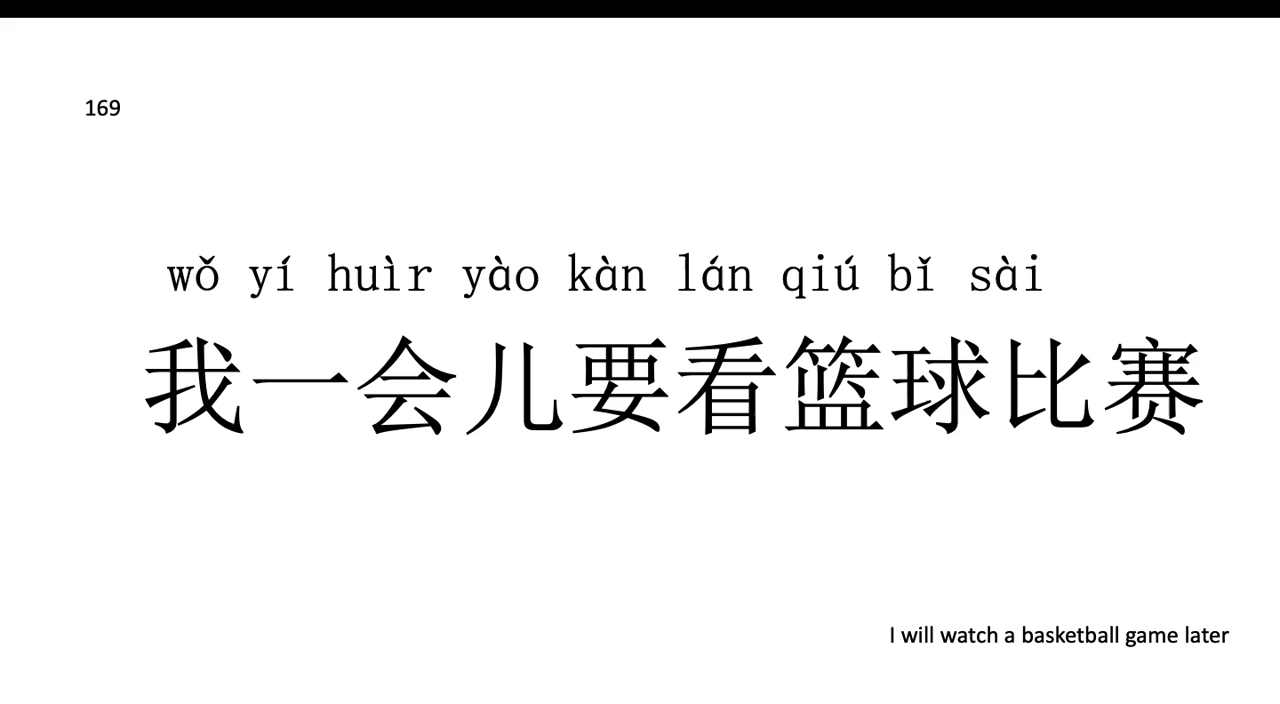 169
wǒ yí huìr yào kàn lán qiú bǐ sài
我一会儿要看篮球比赛
I will watch a basketball game later